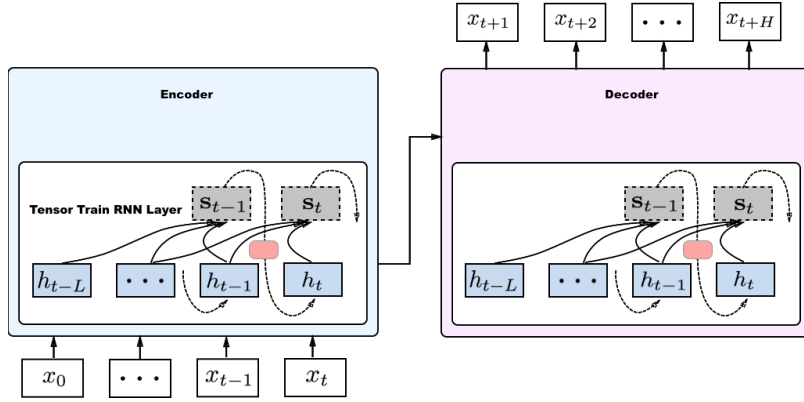 x_{t+1} x_{t+2} ••• x_{t+H}
Encoder Decoder
s_{t−1} s_t s_{t−1} s_t
Tensor Train RNN Layer
h_{t−L} ••• h_{t−1} h_t h_{t−L} ••• h_{t−1} h_t
x_0 ••• x_{t−1} x_t